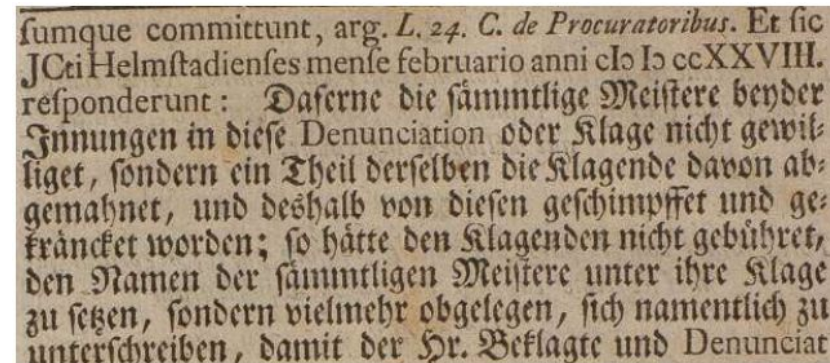 ſumque committunt, arg. L. 24. C. de Procuratoribus. Et ſic
JCti Helmſtadienſes menſe februario anni cIↄ Iↄ ccXXVIII.
reſponderunt: Daferne die ſämmtlige Meiſtere beyder
Innungen in dieſe Denunciation oder Klage nicht gewil⸗
liget, ſondern ein Theil derſelben die Klagende davon ab⸗
gemahnet, und deshalb von dieſen geſchimpffet und ge⸗
kräncket worden; ſo hätte den Klagenden nicht gebühret,
den Namen der ſämmtligen Meiſtere unter ihre Klage
zu ſetzen, ſondern vielmehr obgelegen, ſich namentlich zu
unterſchreiben, damit der Hr. Beklagte und Denunciat